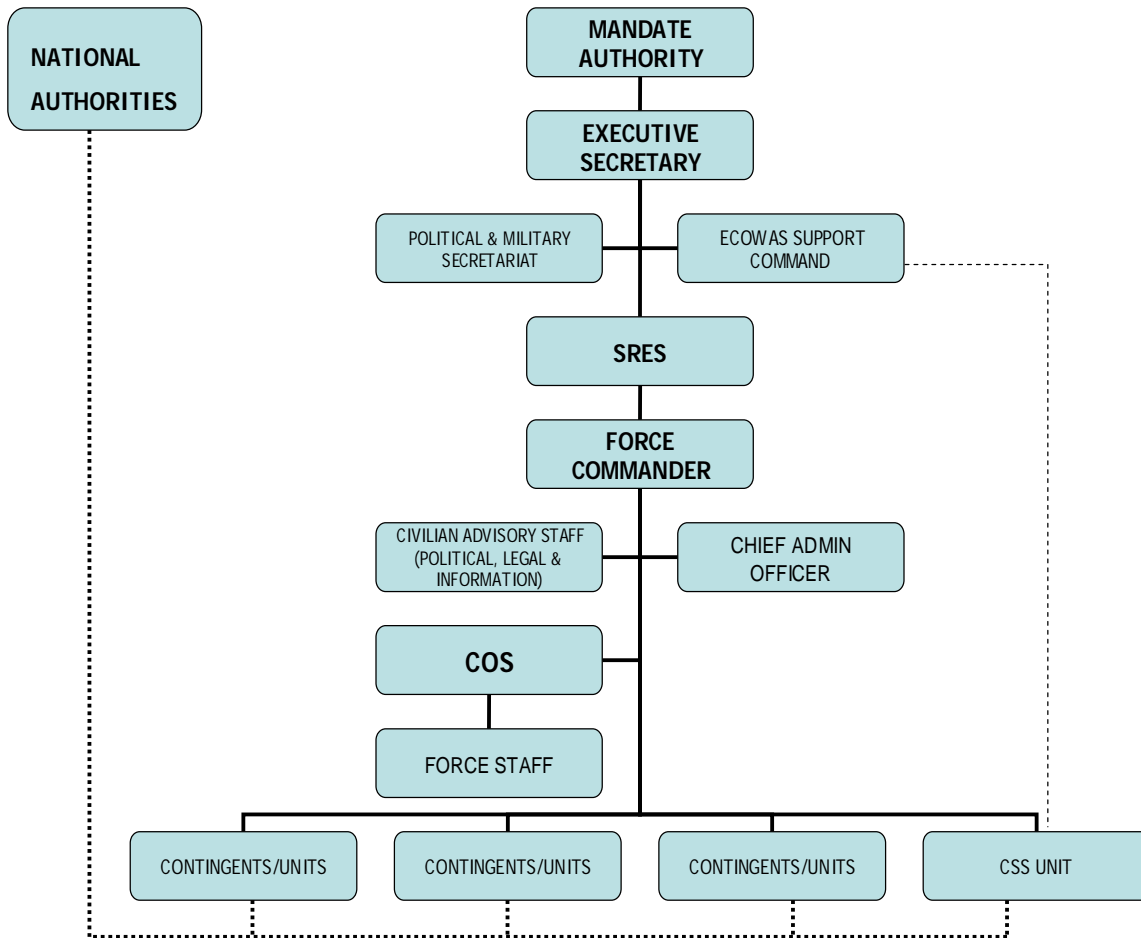 NATIONAL
AUTHORITIES
MANDATE
AUTHORITY
EXECUTIVE
SECRETARY
POLITICAL & MILITARY
SECRETARIAT
ECOWAS SUPPORT
COMMAND
SRES
FORCE
COMMANDER
CIVILIAN ADVISORY STAFF
(POLITICAL, LEGAL &
INFORMATION)
CHIEF ADMIN
OFFICER
COS
FORCE STAFF
CONTINGENTS/UNITS
CONTINGENTS/UNITS
CONTINGENTS/UNITS
CSS UNIT